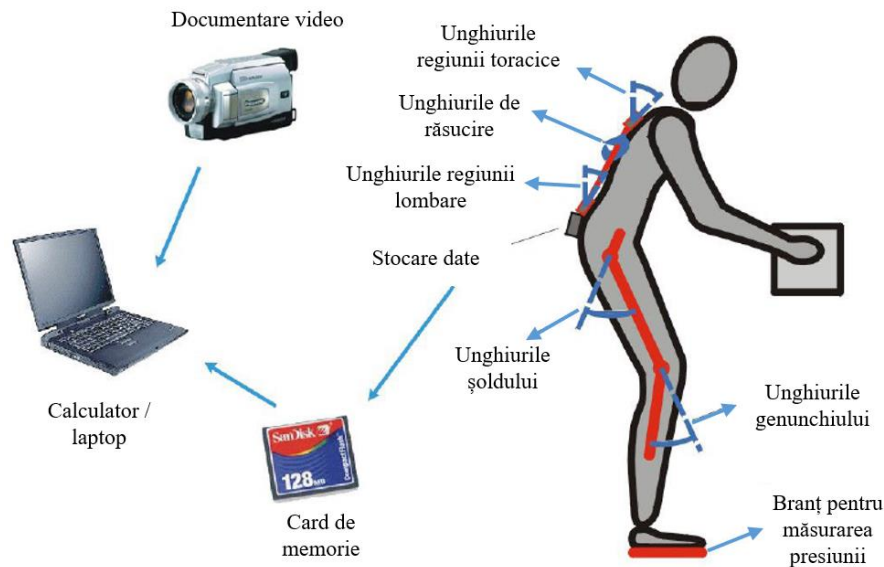 Documentare video
Unghiurile
regiunii toracice
Unghiurile de
răsucire
Unghiurile regiunii
lombare
Stocare date
Unghiurile
șoldului
Unghiurile
genunchiului
Calculator /
laptop
SanDisk
128MB
CompactFlash
Card de
memorie
Branț pentru
măsurarea
presiunii